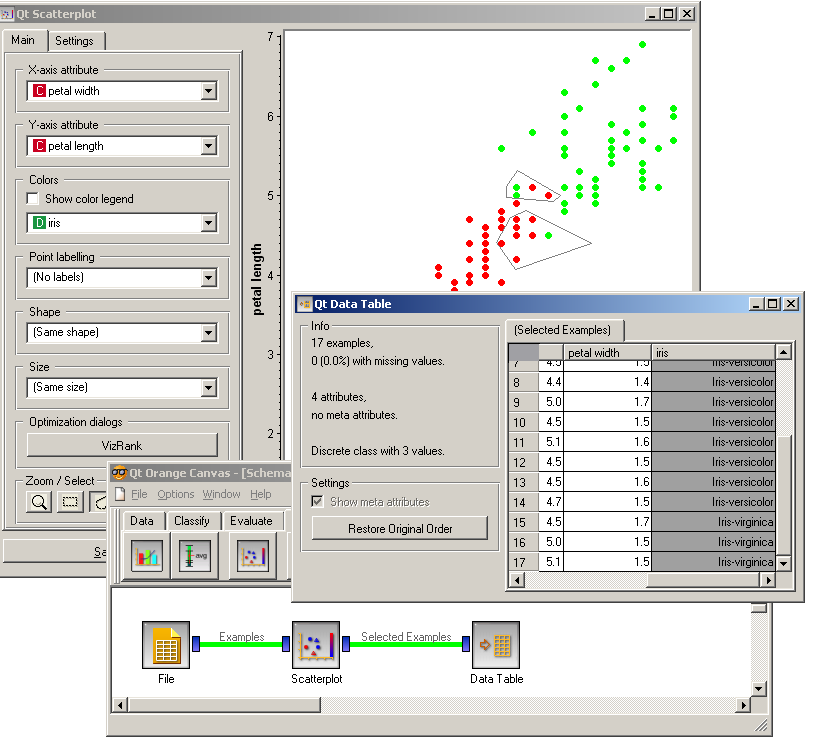 Qt Scatterplot
Main
Settings
X-axis attribute
C petal width
Y-axis attribute
C petal length
Colors
Show color legend
D iris
Point labelling
(No labels)
Shape
(Same shape)
Size
(Same size)
Optimization dialogs
VizRank
Zoom / Select
Sa
7
6
5
4
3
2
petal length
Qt Data Table
Info
17 examples,
0 (0.0%) with missing values.
4 attributes,
no meta attributes.
Discrete class with 3 values.
Settings
Show meta attributes
Restore Original Order
(Selected Examples)
petal width iris
7 4.5 1.5 Iris-versicolor
8 4.4 1.4 Iris-versicolor
9 5.0 1.7 Iris-versicolor
10 4.5 1.5 Iris-versicolor
11 5.1 1.6 Iris-versicolor
12 4.5 1.5 Iris-versicolor
13 4.5 1.6 Iris-versicolor
14 4.7 1.5 Iris-versicolor
15 4.5 1.7 Iris-virginica
16 5.0 1.5 Iris-virginica
17 5.1 1.5 Iris-virginica
Qt Orange Canvas - [Schema
File Options Window Help
Data Classify Evaluate
avg
Examples
Selected Examples
File
Scatterplot
Data Table